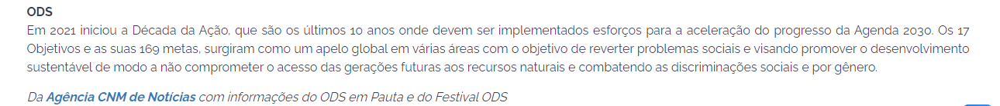 ODS
Em 2021 iniciou a Década da Ação, que são os últimos 10 anos onde devem ser implementados esforços para a aceleração do progresso da Agenda 2030. Os 17
Objetivos e as suas 169 metas, surgiram como um apelo global em várias áreas com o objetivo de reverter problemas sociais e visando promover o desenvolvimento
sustentável de modo a não comprometer o acesso das gerações futuras aos recursos naturais e combatendo as discriminações sociais e por gênero.
Da Agência CNM de Notícias com informações do ODS em Pauta e do Festival ODS